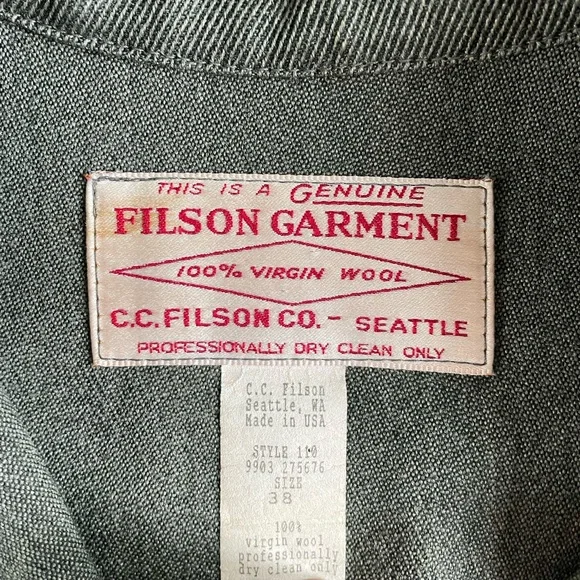 THIS IS A GENUINE
FILSON GARMENT
100% VIRGIN WOOL
C.C. FILSON CO. - SEATTLE
PROFESSIONALLY DRY CLEAN ONLY
C.C. Filson
Seattle, WA
Made in USA
STYLE 110
9903 275676
SIZE
38
100%
virgin wool
professionally
dry clean only